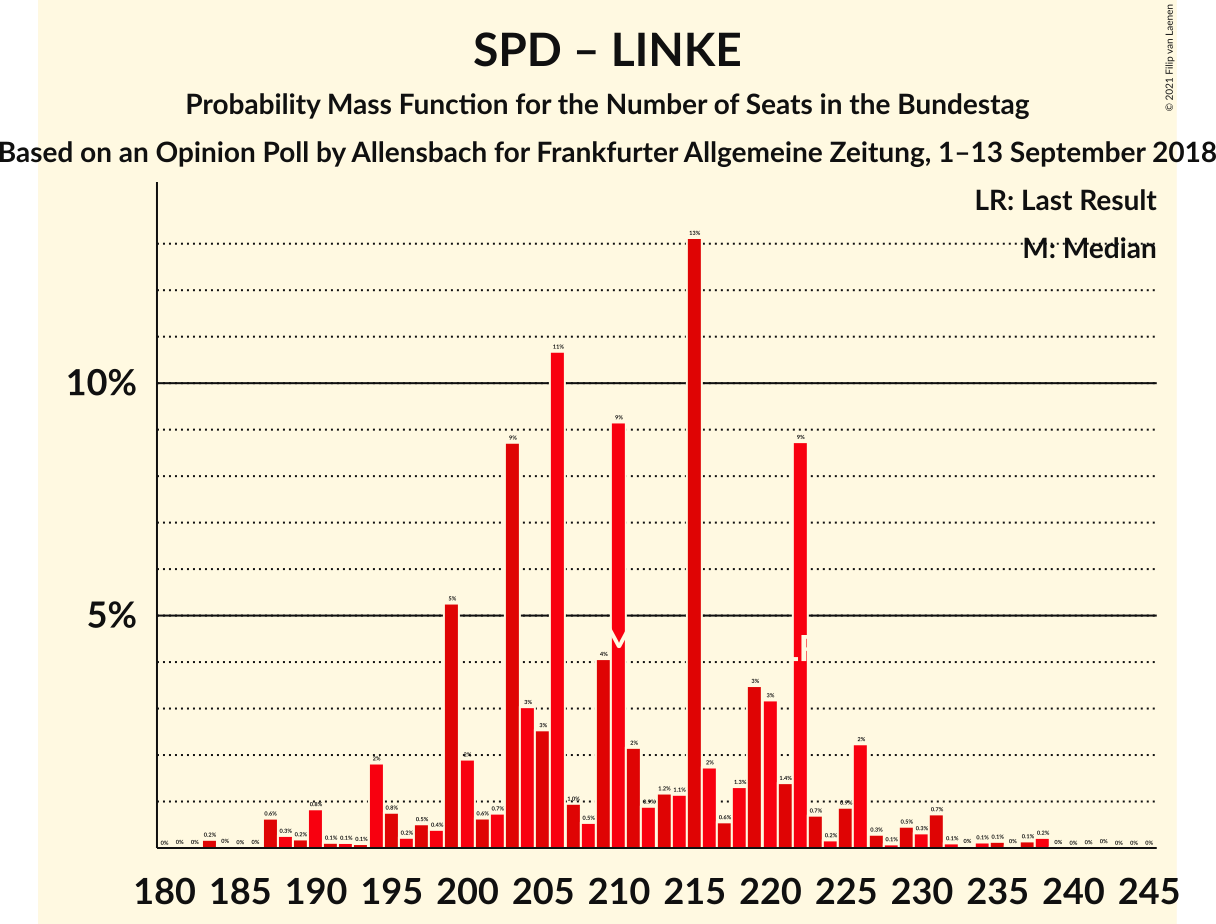 SPD – LINKE
Probability Mass Function for the Number of Seats in the Bundestag
Based on an Opinion Poll by Allensbach for Frankfurter Allgemeine Zeitung, 1–13 September 2018
© 2021 Filip van Laenen
LR: Last Result
M: Median
10%
5%
0% 0% 0% 0.2% 0% 0% 0% 0.6% 0.3% 0.2% 0.8% 0.1% 0.1% 0.1% 2% 0.8% 0.2% 0.5% 0.4% 5% 2% 0.6% 0.7% 9% 3% 3% 11% 1.0% 0.5% 4% 9% 2% 0.9% 1.2% 1.1% 13% 2% 0.6% 1.3% 3% 3% 1.4% 9% 0.7% 0.2% 0.9% 2% 0.3% 0.1% 0.5% 0.3% 0.7% 0.1% 0% 0.1% 0.1% 0% 0.1% 0.2% 0% 0% 0% 0% 0% 0% 0%
M
LR
180 185 190 195 200 205 210 215 220 225 230 235 240 245